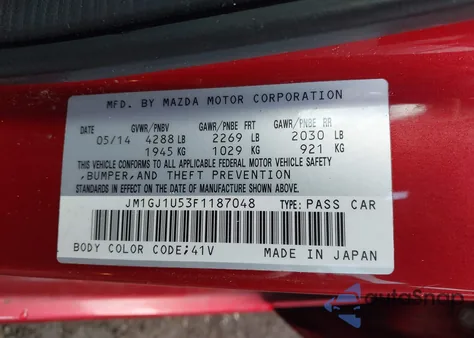 MFD. BY MAZDA MOTOR CORPORATION
GVWR/PNBV GAWR/PNBE FRT GAWR/PNBE RR
05/14 4288 LB 2269 LB 2030 LB
1945 KG 1029 KG 921 KG
THIS VEHICLE CONFORMS TO ALL APPLICABLE FEDERAL MOTOR VEHICLE SAFETY
,BUMPER,AND THEFT PREVENTION
STANDARDS IN EFFECT ON THE DATE OF MANUFACTURE SHOWN ABOVE.
JM1GJ1U53F1187048 TYPE: PASS CAR
BODY COLOR CODE;41V MADE IN JAPAN
autoSnap